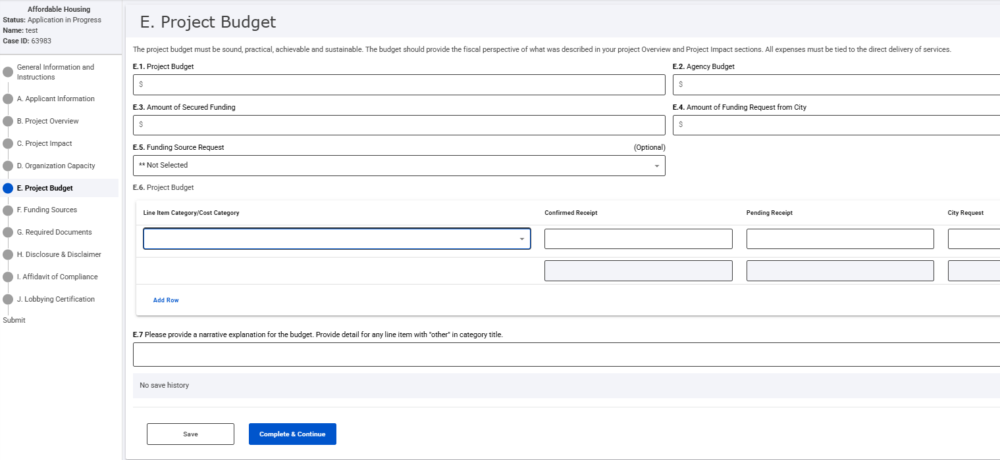 Affordable Housing
Status: Application in Progress
Name: test
Case ID: 63983
General Information and
Instructions
A. Applicant Information
B. Project Overview
C. Project Impact
D. Organization Capacity
E. Project Budget
F. Funding Sources
G. Required Documents
H. Disclosure & Disclaimer
I. Affidavit of Compliance
J. Lobbying Certification
Submit
E. Project Budget
The project budget must be sound, practical, achievable and sustainable. The budget should provide the fiscal perspective of what was described in your project Overview and Project Impact sections. All expenses must be tied to the direct delivery of services.
E.1. Project Budget
$
E.2. Agency Budget
$
E.3. Amount of Secured Funding
$
E.4. Amount of Funding Request from City
$
E.5. Funding Source Request (Optional)
** Not Selected
E.6. Project Budget
Line Item Category/Cost Category Confirmed Receipt Pending Receipt City Request
Add Row
E.7 Please provide a narrative explanation for the budget. Provide detail for any line item with "other" in category title.
No save history
Save Complete & Continue